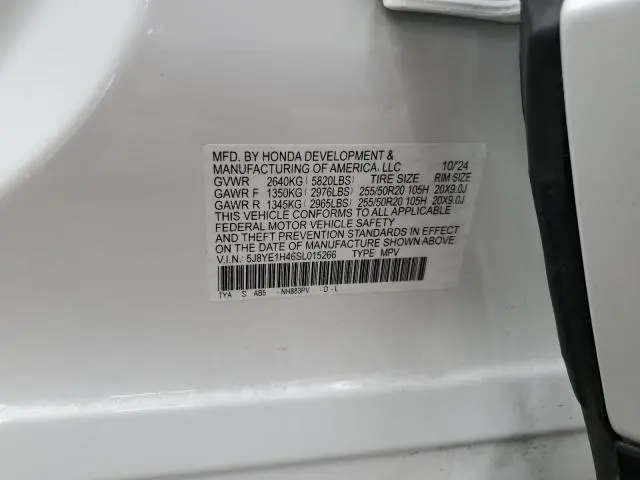 MFD. BY HONDA DEVELOPMENT &
MANUFACTURING OF AMERICA, LLC 10/24
GVWR 2640KG ( 5820LBS) TIRE SIZE RIM SIZE
GAWR F 1350KG ( 2976LBS) 255/50R20 105H 20X9.0J
GAWR R 1345KG ( 2965LBS) 255/50R20 105H 20X9.0J
THIS VEHICLE CONFORMS TO ALL APPLICABLE
FEDERAL MOTOR VEHICLE SAFETY
AND THEFT PREVENTION STANDARDS IN EFFECT
ON THE DATE OF MANUFACTURE SHOWN ABOVE.
V.I.N.: 5J8YE1H46SL015266 TYPE MPV
TYA S AB5 -NH883PV -D-L